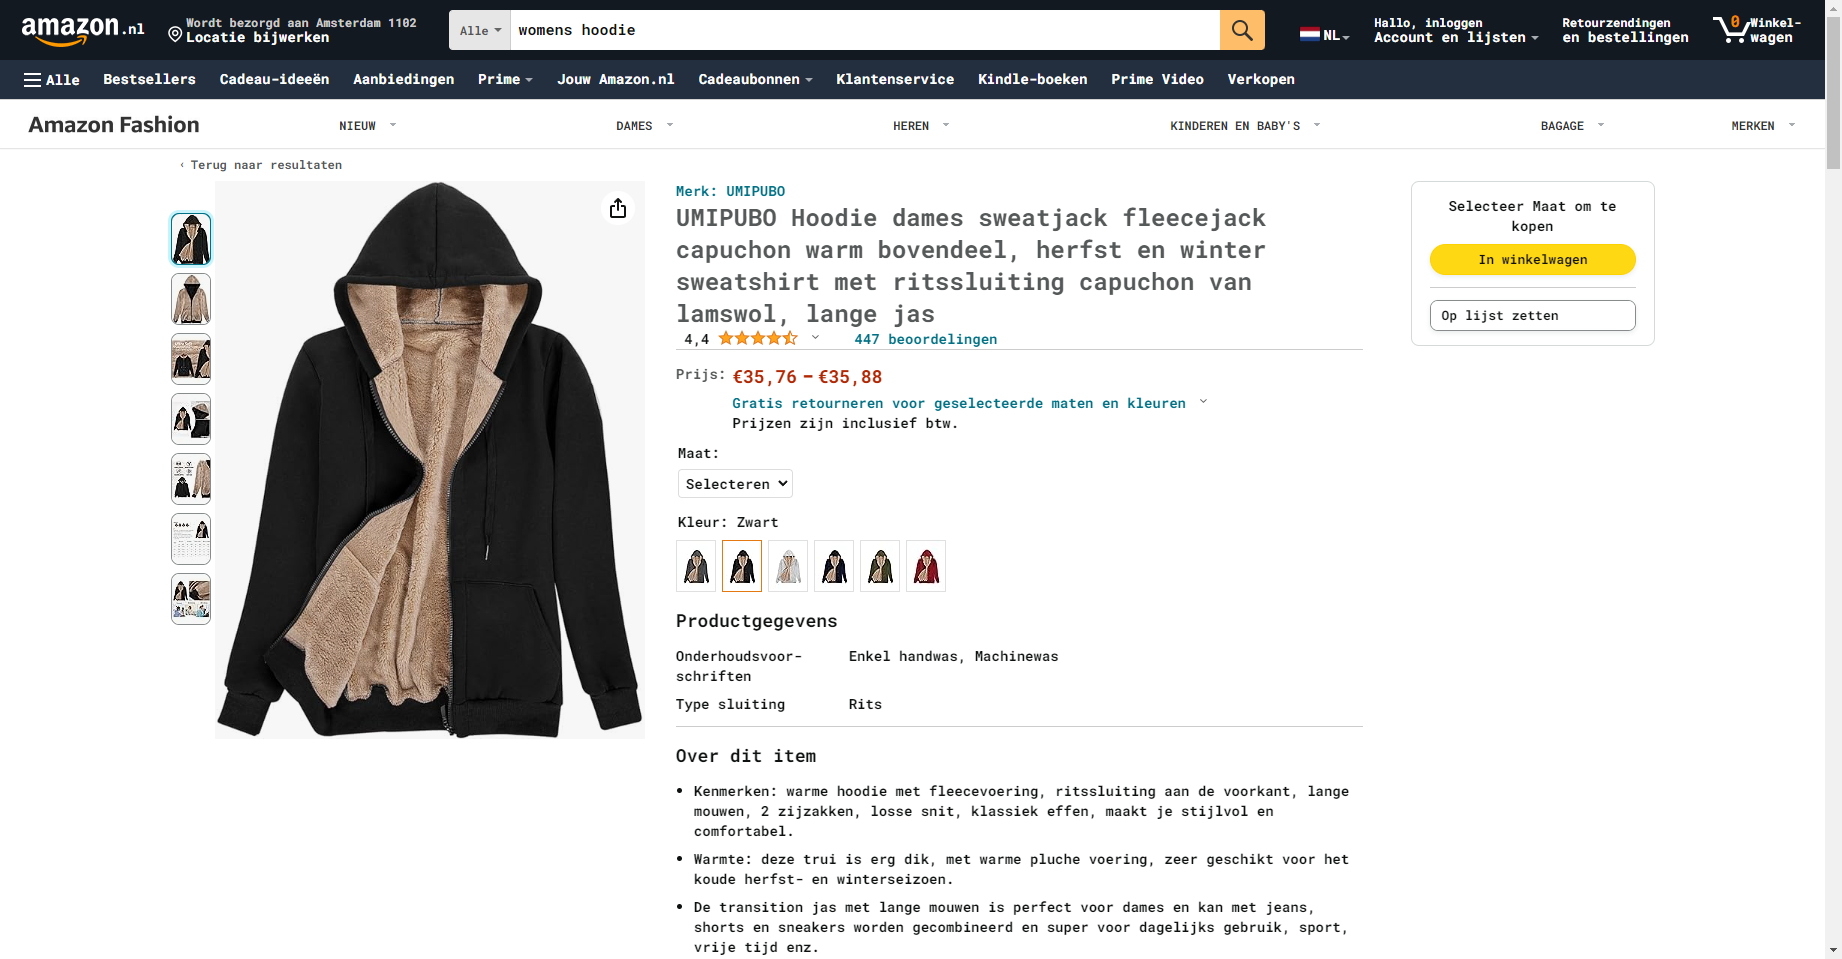 amazon.nl
Wordt bezorgd aan Amsterdam 1102
Locatie bijwerken
Alle
womens hoodie
NL
Hallo, inloggen
Account en lijsten
Retourzendingen
en bestellingen
0
Winkel-
wagen
Alle
Bestsellers
Cadeau-ideeën
Aanbiedingen
Prime
Jouw Amazon.nl
Cadeaubonnen
Klantenservice
Kindle-boeken
Prime Video
Verkopen
Amazon Fashion
NIEUW
DAMES
HEREN
KINDEREN EN BABY'S
BAGAGE
MERKEN
‹ Terug naar resultaten
Merk: UMIPUBO
UMIPUBO Hoodie dames sweatjack fleecejack
capuchon warm bovendeel, herfst en winter
sweatshirt met ritssluiting capuchon van
lamswol, lange jas
4,4
447 beoordelingen
Prijs: €35,76 – €35,88
Gratis retourneren voor geselecteerde maten en kleuren
Prijzen zijn inclusief btw.
Maat:
Selecteren
Kleur: Zwart
Productgegevens
Onderhoudsvoor-
schriften
Enkel handwas, Machinewas
Type sluiting
Rits
Over dit item
• Kenmerken: warme hoodie met fleecevoering, ritssluiting aan de voorkant, lange
mouwen, 2 zijzakken, losse snit, klassiek effen, maakt je stijlvol en
comfortabel.
• Warmte: deze trui is erg dik, met warme pluche voering, zeer geschikt voor het
koude herfst- en winterseizoen.
• De transition jas met lange mouwen is perfect voor dames en kan met jeans,
shorts en sneakers worden gecombineerd en super voor dagelijks gebruik, sport,
vrije tijd enz.
Selecteer Maat om te
kopen
In winkelwagen
Op lijst zetten